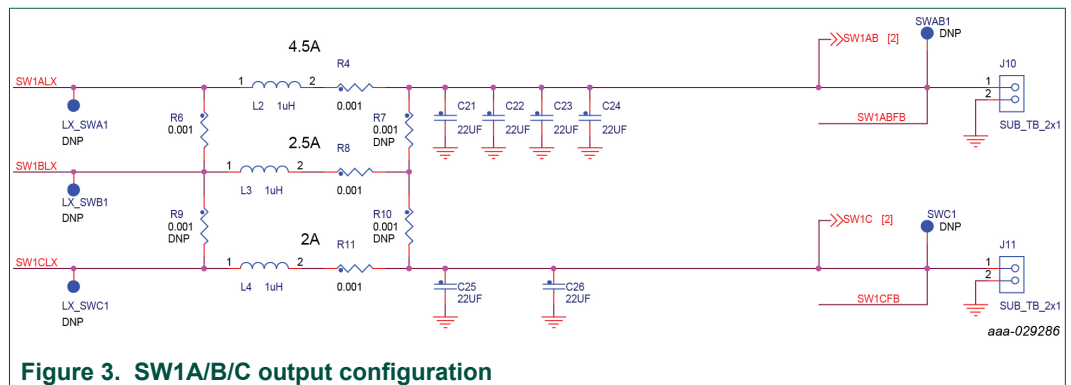 4.5A
SWAB1
DNP
SW1AB [2]
R4
J10
SW1ALX
1
2
L2 1uH
0.001
1
2
LX_SWA1
DNP
R6
0.001
R7
0.001
DNP
C21
22UF
C22
22UF
C23
22UF
C24
22UF
SW1ABFB
SUB_TB_2x1
2.5A
R8
SW1BLX
1
2
L3 1uH
0.001
LX_SWB1
DNP
R9
0.001
DNP
R10
0.001
DNP
SW1C [2]
SWC1
DNP
2A
R11
J11
SW1CLX
1
2
L4 1uH
0.001
1
2
LX_SWC1
DNP
C25
22UF
C26
22UF
SW1CFB
SUB_TB_2x1
aaa-029286
Figure 3. SW1A/B/C output configuration